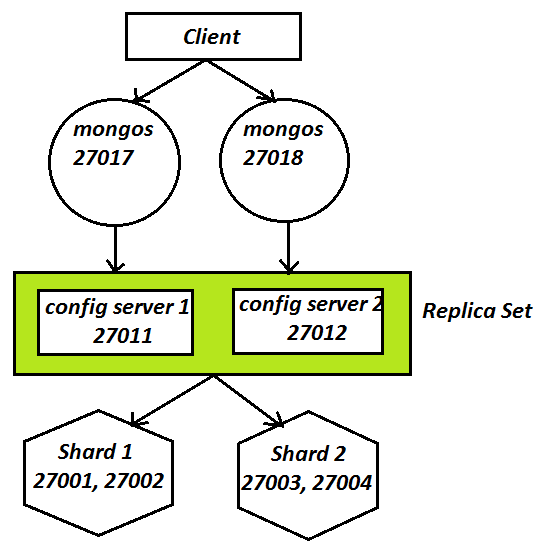 Client
mongos
27017
mongos
27018
config server 1
27011
config server 2
27012
Replica Set
Shard 1
27001, 27002
Shard 2
27003, 27004